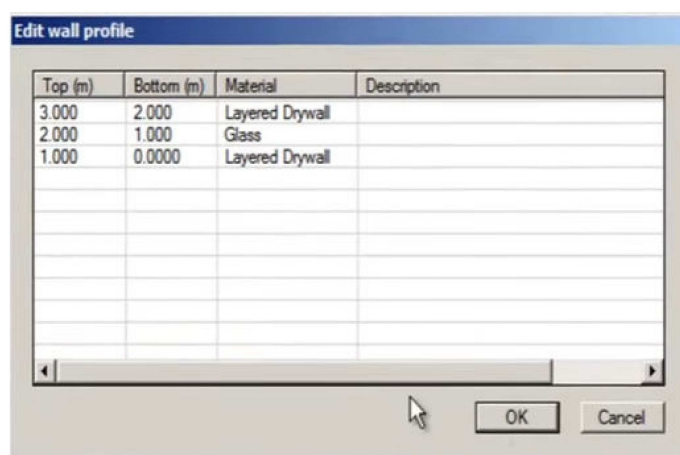 Edit wall profile
Top (m) Bottom (m) Material Description
3.000 2.000 Layered Drywall
2.000 1.000 Glass
1.000 0.0000 Layered Drywall
OK Cancel